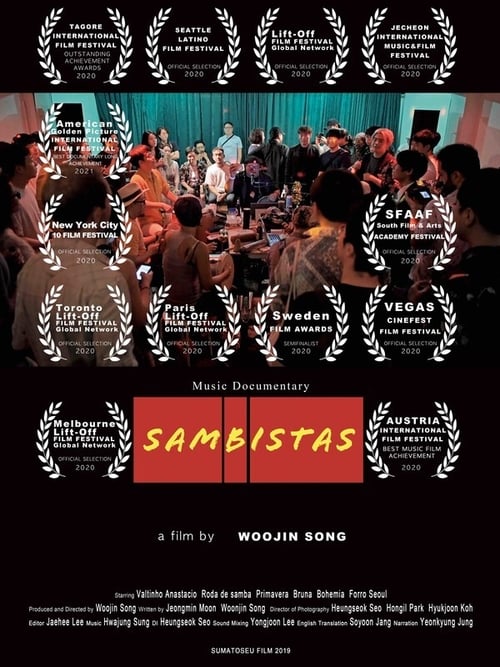 TAGORE
INTERNATIONAL
FILM FESTIVAL
OUTSTANDING
ACHIEVEMENT
AWARDS
2020
SEATTLE
LATINO
FILM FESTIVAL
OFFICIAL SELECTION
2020
Lift-Off
FILM FESTIVAL
Global Network
OFFICIAL SELECTION
2020
JECHEON
INTERNATIONAL
MUSIC&FILM
FESTIVAL
OFFICIAL SELECTION
2020
American
Golden Picture
INTERNATIONAL
FILM FESTIVAL
BEST DOCUMENTARY LONG
ACHIEVEMENT
2021
New York City
10 FILM FESTIVAL
OFFICIAL SELECTION
2020
SFAAF
South Film & Arts
ACADEMY FESTIVAL
OFFICIAL SELECTION
2020
Toronto
Lift-Off
FILM FESTIVAL
Global Network
OFFICIAL SELECTION
2020
Paris
Lift-Off
FILM FESTIVAL
Global Network
OFFICIAL SELECTION
2020
Sweden
FILM AWARDS
SEMIFINALIST
2020
VEGAS
CINEFEST
FILM FESTIVAL
OFFICIAL SELECTION
2020
Music Documentary
Melbourne
Lift-Off
FILM FESTIVAL
Global Network
OFFICIAL SELECTION
2020
SAMBISTAS
AUSTRIA
INTERNATIONAL
FILM FESTIVAL
BEST MUSIC FILM
ACHIEVEMENT
2020
a film by WOOJIN SONG
Starring Valtinho Anastacio Roda de samba Primavera Bruna Bohemia Forro Seoul
Produced and Directed by Woojin Song Written by Jeongmin Moon Woonjin Song Director of Photography Heungseok Seo Hongil Park Hyukjoon Koh
Editor Jaehee Lee Music Hwajung Sung DI Heungseok Seo Sound Mixing Yongjoon Lee English Translation Soyoon Jang Narration Yeonkyung Jung
SUMATOSEU FILM 2019